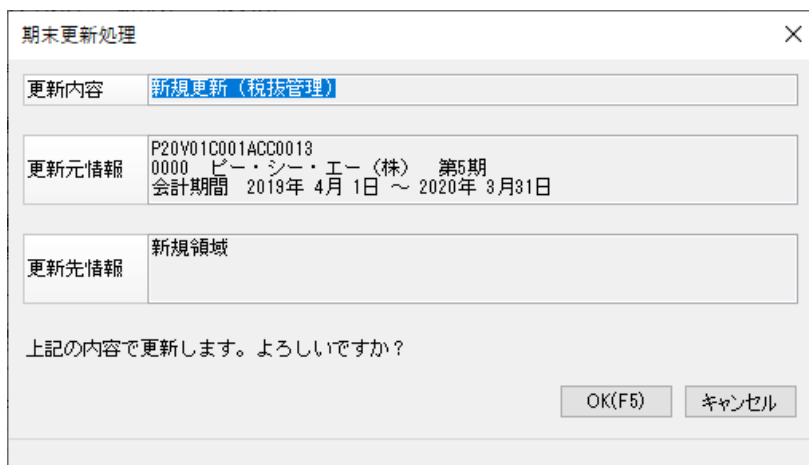 期末更新処理
更新内容 新規更新（税抜管理）
更新元情報
P20V01C001ACC0013
0000 ピー・シー・エー（株） 第5期
会計期間 2019年 4月 1日 ～ 2020年 3月31日
更新先情報
新規領域
上記の内容で更新します。よろしいですか？
OK(F5) キャンセル